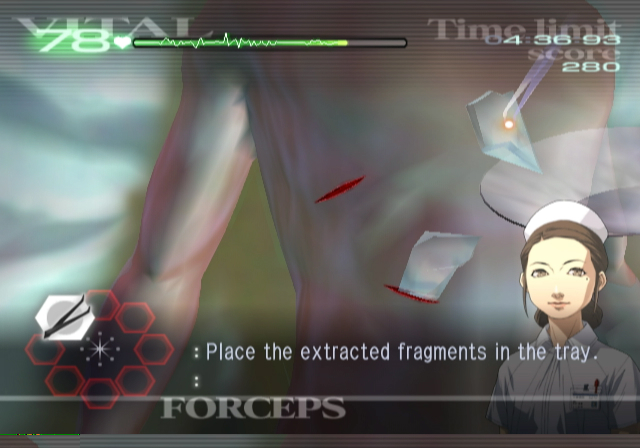 VITAL
78
Time limit
04:36:93
score
280
: Place the extracted fragments in the tray.
:
FORCEPS